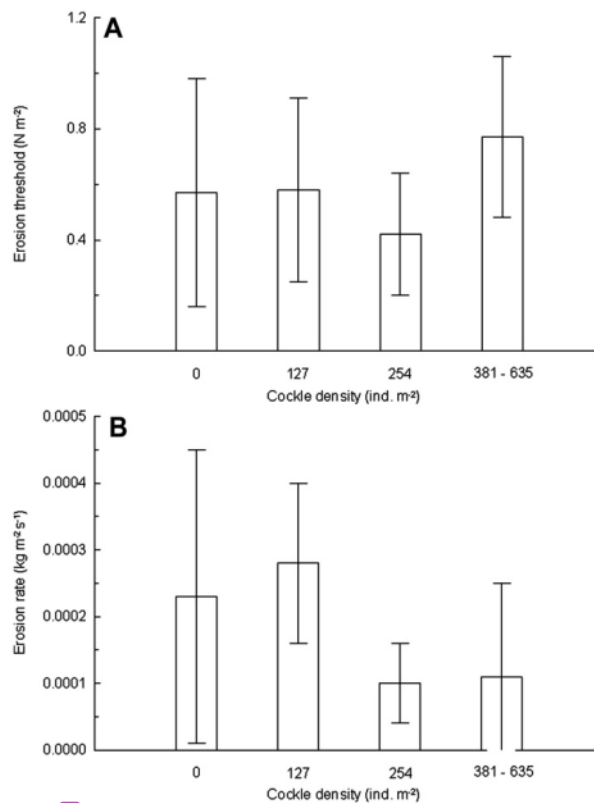 A
1.2
0.8
0.4
0.0
Erosion threshold (N m⁻²)
0 127 254 381 - 635
Cockle density (ind. m⁻²)
B
0.0005
0.0004
0.0003
0.0002
0.0001
0.0000
Erosion rate (kg m⁻² s⁻¹)
0 127 254 381 - 635
Cockle density (ind. m⁻²)